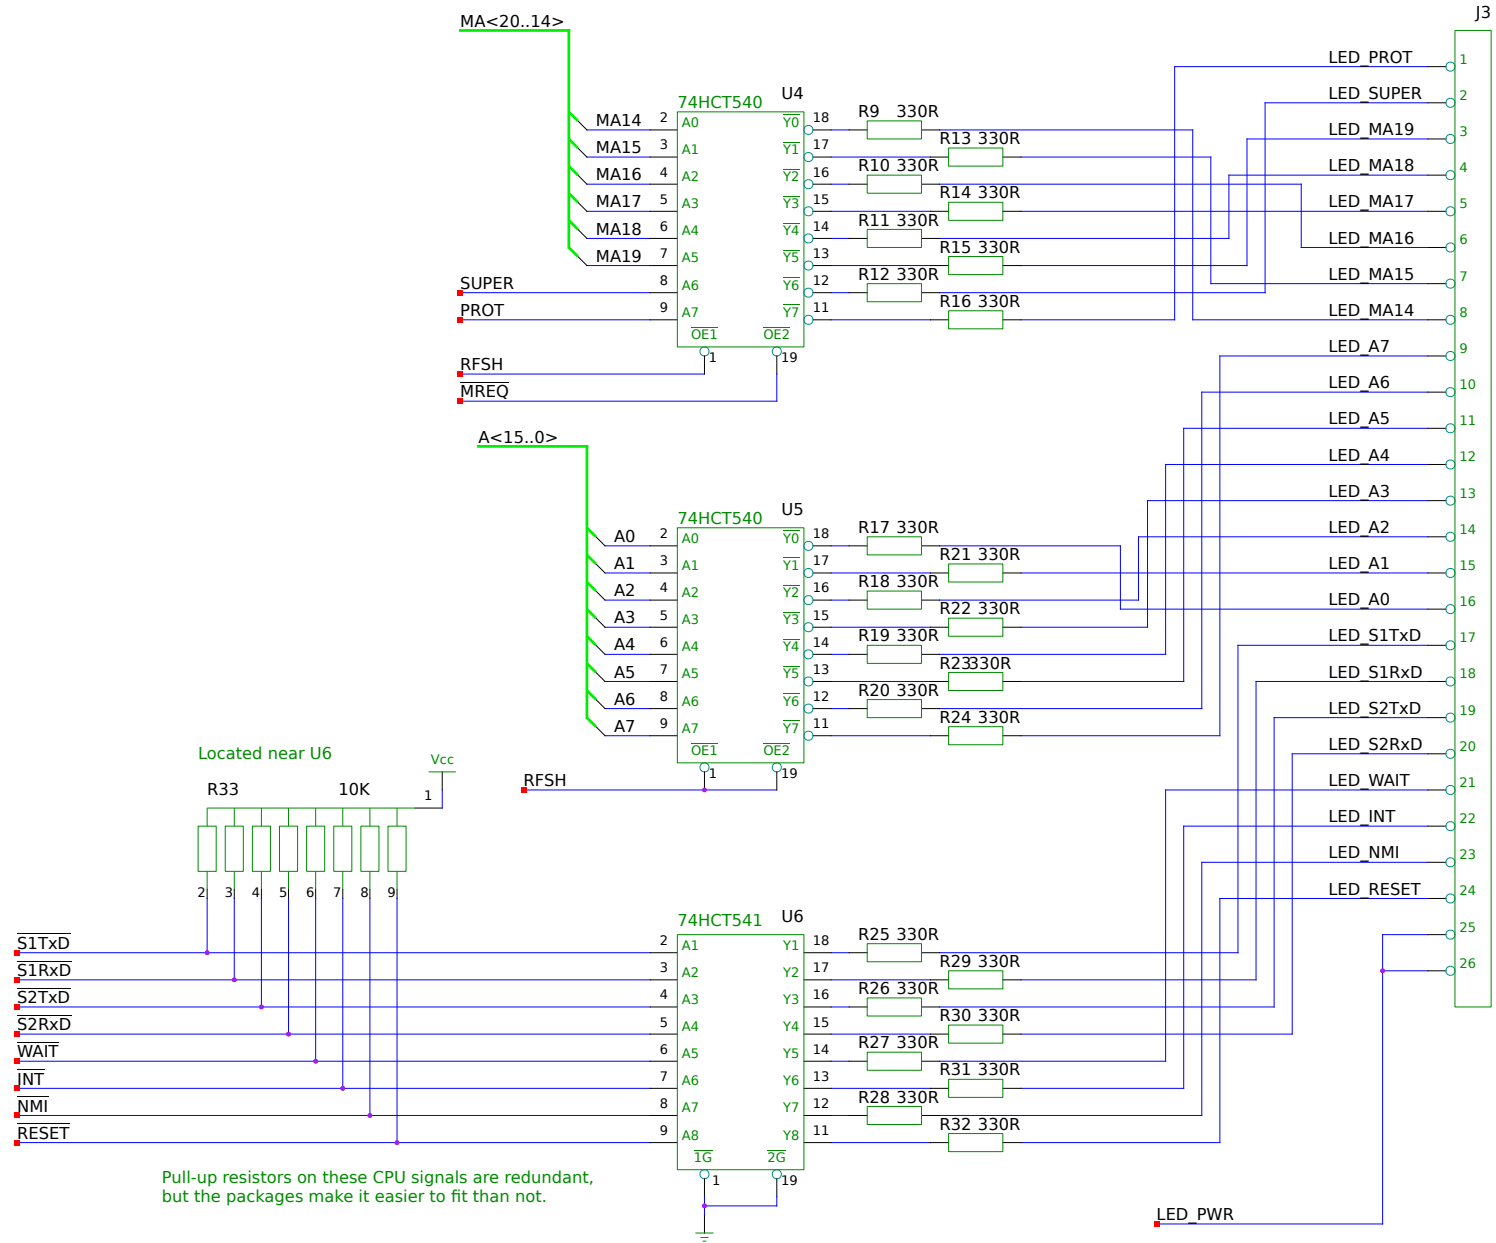 J3
MA<20..14>
74HCT540 U4
MA14 2 A0 Y0 18 R9 330R
MA15 3 A1 Y1 17 R13 330R
MA16 4 A2 Y2 16 R10 330R
MA17 5 A3 Y3 15 R14 330R
MA18 6 A4 Y4 14 R11 330R
MA19 7 A5 Y5 13 R15 330R
SUPER 8 A6 Y6 12 R12 330R
PROT 9 A7 Y7 11 R16 330R
OE1 OE2
1 19
RFSH
MREQ
LED_PROT 1
LED_SUPER 2
LED_MA19 3
LED_MA18 4
LED_MA17 5
LED_MA16 6
LED_MA15 7
LED_MA14 8
LED_A7 9
LED_A6 10
LED_A5 11
LED_A4 12
LED_A3 13
LED_A2 14
LED_A1 15
LED_A0 16
LED_S1TxD 17
LED_S1RxD 18
LED_S2TxD 19
LED_S2RxD 20
LED_WAIT 21
LED_INT 22
LED_NMI 23
LED_RESET 24
25
26
A<15..0>
74HCT540 U5
A0 2 A0 Y0 18 R17 330R
A1 3 A1 Y1 17 R21 330R
A2 4 A2 Y2 16 R18 330R
A3 5 A3 Y3 15 R22 330R
A4 6 A4 Y4 14 R19 330R
A5 7 A5 Y5 13 R23330R
A6 8 A6 Y6 12 R20 330R
A7 9 A7 Y7 11 R24 330R
OE1 OE2
1 19
RFSH
Located near U6
Vcc
R33 10K 1
2 3 4 5 6 7 8 9
74HCT541 U6
S1TxD 2 A1 Y1 18 R25 330R
S1RxD 3 A2 Y2 17 R29 330R
S2TxD 4 A3 Y3 16 R26 330R
S2RxD 5 A4 Y4 15 R30 330R
WAIT 6 A5 Y5 14 R27 330R
INT 7 A6 Y6 13 R31 330R
NMI 8 A7 Y7 12 R28 330R
RESET 9 A8 Y8 11 R32 330R
1G 2G
1 19
Pull-up resistors on these CPU signals are redundant,
but the packages make it easier to fit than not.
LED_PWR